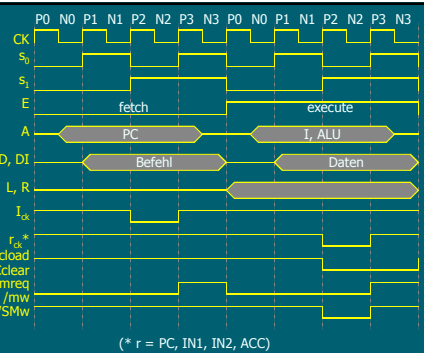 P0 N0 P1 N1 P2 N2 P3 N3 P0 N0 P1 N1 P2 N2 P3 N3
CK
s0
s1
E fetch execute
A PC I, ALU
D, DI Befehl Daten
L, R
Ick
rck*
cload
clear
mreq
/mw
SMw
(* r = PC, IN1, IN2, ACC)